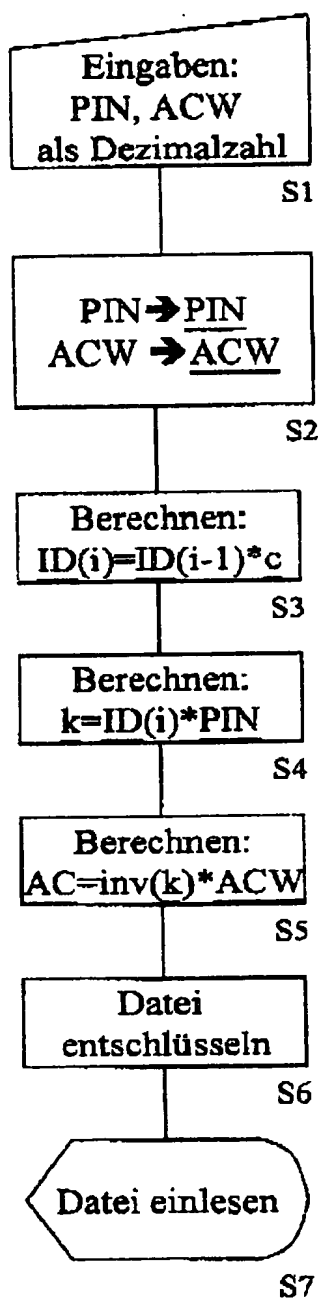 Eingaben:
PIN, ACW
als Dezimalzahl
S1
PIN➔PIN
ACW ➔ACW
S2
Berechnen:
ID(i)=ID(i-1)*c
S3
Berechnen:
k=ID(i)*PIN
S4
Berechnen:
AC=inv(k)*ACW
S5
Datei
entschlüsseln
S6
Datei einlesen
S7